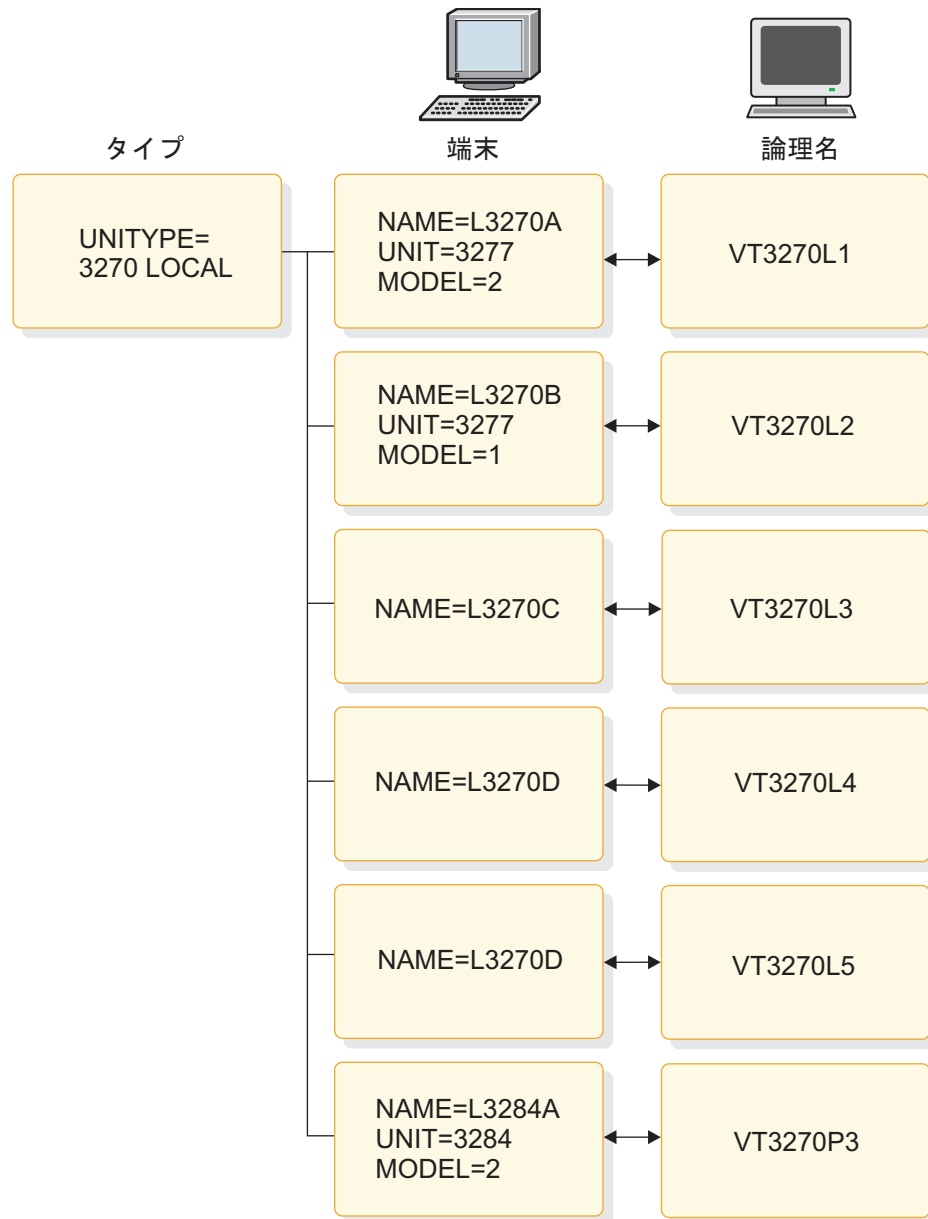 タイプ
端末
論理名
UNITYPE=
3270 LOCAL
NAME=L3270A
UNIT=3277
MODEL=2
VT3270L1
NAME=L3270B
UNIT=3277
MODEL=1
VT3270L2
NAME=L3270C
VT3270L3
NAME=L3270D
VT3270L4
NAME=L3270D
VT3270L5
NAME=L3284A
UNIT=3284
MODEL=2
VT3270P3